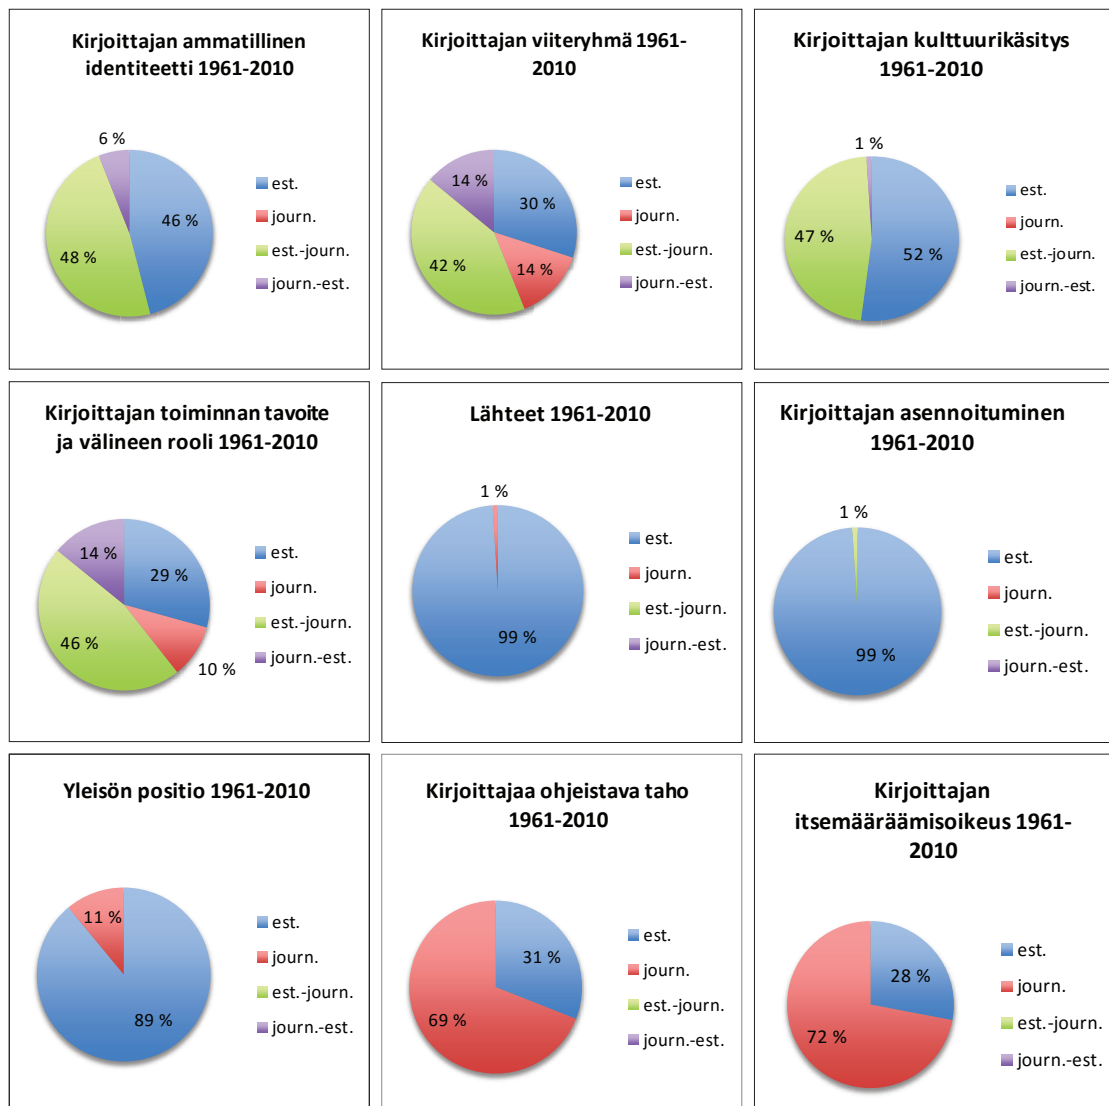 Kirjoittajan ammatillinen
identiteetti 1961-2010
6 %
46 %
48 %
est.
journ.
est.-journ.
journ.-est.
Kirjoittajan viiteryhmä 1961-
2010
14 %
30 %
42 %
14 %
est.
journ.
est.-journ.
journ.-est.
Kirjoittajan kulttuurikäsitys
1961-2010
1 %
47 %
52 %
est.
journ.
est.-journ.
journ.-est.
Kirjoittajan toiminnan tavoite
ja välineen rooli 1961-2010
14 %
29 %
46 %
10 %
est.
journ.
est.-journ.
journ.-est.
Lähteet 1961-2010
1 %
99 %
est.
journ.
est.-journ.
journ.-est.
Kirjoittajan asennoituminen
1961-2010
1 %
99 %
est.
journ.
est.-journ.
journ.-est.
Yleisön positio 1961-2010
11 %
89 %
est.
journ.
est.-journ.
journ.-est.
Kirjoittajaa ohjeistava taho
1961-2010
31 %
69 %
est.
journ.
est.-journ.
journ.-est.
Kirjoittajan
itsemääräämisoikeus 1961-
2010
28 %
72 %
est.
journ.
est.-journ.
journ.-est.